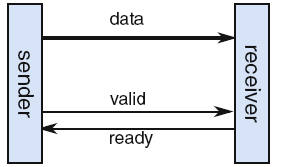 data
sender
receiver
valid
ready